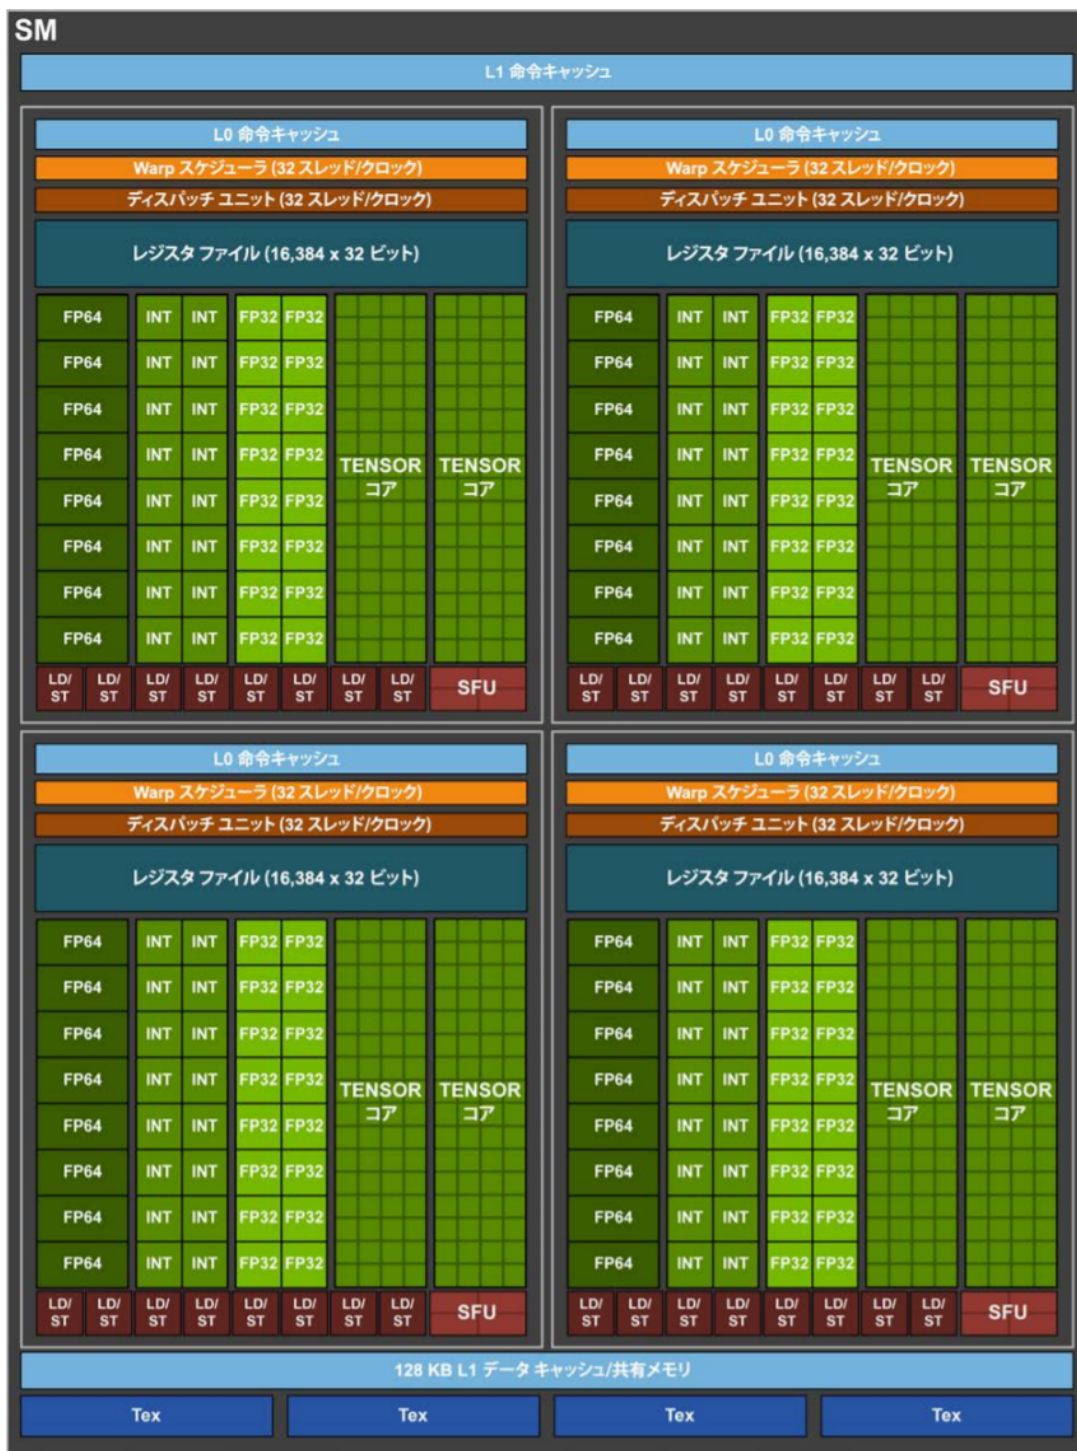 SM
L1 命令キャッシュ
L0 命令キャッシュ
Warp スケジューラ (32 スレッド/クロック)
ディスパッチ ユニット (32 スレッド/クロック)
レジスタ ファイル (16,384 x 32 ビット)
FP64 INT INT FP32 FP32
FP64 INT INT FP32 FP32
FP64 INT INT FP32 FP32
FP64 INT INT FP32 FP32
TENSOR コア TENSOR コア
FP64 INT INT FP32 FP32
FP64 INT INT FP32 FP32
FP64 INT INT FP32 FP32
FP64 INT INT FP32 FP32
LD/ST LD/ST LD/ST LD/ST LD/ST LD/ST LD/ST LD/ST SFU
L0 命令キャッシュ
Warp スケジューラ (32 スレッド/クロック)
ディスパッチ ユニット (32 スレッド/クロック)
レジスタ ファイル (16,384 x 32 ビット)
FP64 INT INT FP32 FP32
FP64 INT INT FP32 FP32
FP64 INT INT FP32 FP32
FP64 INT INT FP32 FP32
TENSOR コア TENSOR コア
FP64 INT INT FP32 FP32
FP64 INT INT FP32 FP32
FP64 INT INT FP32 FP32
FP64 INT INT FP32 FP32
LD/ST LD/ST LD/ST LD/ST LD/ST LD/ST LD/ST LD/ST SFU
L0 命令キャッシュ
Warp スケジューラ (32 スレッド/クロック)
ディスパッチ ユニット (32 スレッド/クロック)
レジスタ ファイル (16,384 x 32 ビット)
FP64 INT INT FP32 FP32
FP64 INT INT FP32 FP32
FP64 INT INT FP32 FP32
FP64 INT INT FP32 FP32
TENSOR コア TENSOR コア
FP64 INT INT FP32 FP32
FP64 INT INT FP32 FP32
FP64 INT INT FP32 FP32
FP64 INT INT FP32 FP32
LD/ST LD/ST LD/ST LD/ST LD/ST LD/ST LD/ST LD/ST SFU
L0 命令キャッシュ
Warp スケジューラ (32 スレッド/クロック)
ディスパッチ ユニット (32 スレッド/クロック)
レジスタ ファイル (16,384 x 32 ビット)
FP64 INT INT FP32 FP32
FP64 INT INT FP32 FP32
FP64 INT INT FP32 FP32
FP64 INT INT FP32 FP32
TENSOR コア TENSOR コア
FP64 INT INT FP32 FP32
FP64 INT INT FP32 FP32
FP64 INT INT FP32 FP32
FP64 INT INT FP32 FP32
LD/ST LD/ST LD/ST LD/ST LD/ST LD/ST LD/ST LD/ST SFU
128 KB L1 データ キャッシュ/共有メモリ
Tex Tex Tex Tex